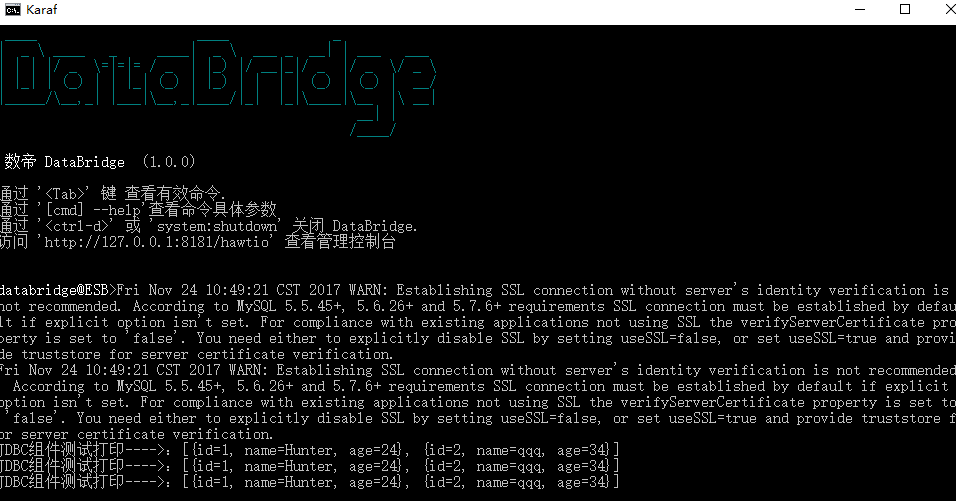 Karaf
DataBridge
数帝 DataBridge (1.0.0)
通过 '<Tab>' 键 查看有效命令.
通过 '[cmd] --help'查看命令具体参数
通过 '<ctrl-d>' 或 'system:shutdown' 关闭 DataBridge.
访问 'http://127.0.0.1:8181/hawtio' 查看管理控制台
databridge@ESB>Fri Nov 24 10:49:21 CST 2017 WARN: Establishing SSL connection without server's identity verification is
not recommended. According to MySQL 5.5.45+, 5.6.26+ and 5.7.6+ requirements SSL connection must be established by defau
lt if explicit option isn't set. For compliance with existing applications not using SSL the verifyServerCertificate pro
perty is set to 'false'. You need either to explicitly disable SSL by setting useSSL=false, or set useSSL=true and provi
de truststore for server certificate verification.
Fri Nov 24 10:49:21 CST 2017 WARN: Establishing SSL connection without server's identity verification is not recommended
. According to MySQL 5.5.45+, 5.6.26+ and 5.7.6+ requirements SSL connection must be established by default if explicit
option isn't set. For compliance with existing applications not using SSL the verifyServerCertificate property is set to
'false'. You need either to explicitly disable SSL by setting useSSL=false, or set useSSL=true and provide truststore f
or server certificate verification.
JDBC组件测试打印---->: [{id=1, name=Hunter, age=24}, {id=2, name=qqq, age=34}]
JDBC组件测试打印---->: [{id=1, name=Hunter, age=24}, {id=2, name=qqq, age=34}]
JDBC组件测试打印---->: [{id=1, name=Hunter, age=24}, {id=2, name=qqq, age=34}]